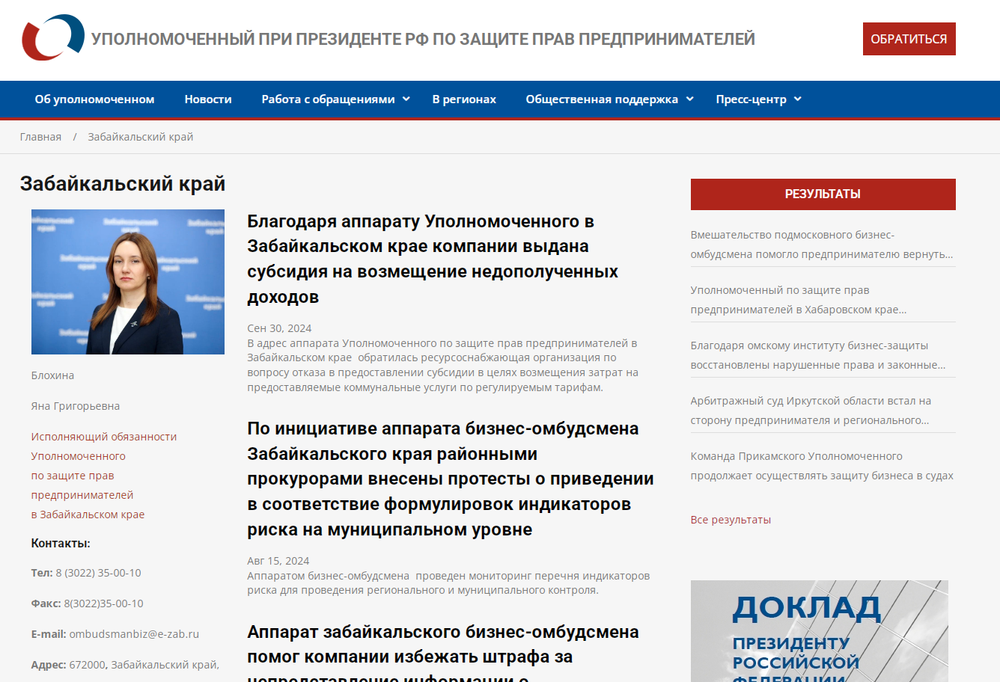 УПОЛНОМОЧЕННЫЙ ПРИ ПРЕЗИДЕНТЕ РФ ПО ЗАЩИТЕ ПРАВ ПРЕДПРИНИМАТЕЛЕЙ
ОБРАТИТЬСЯ
Об уполномоченном Новости Работа с обращениями В регионах Общественная поддержка Пресс-центр
Главная / Забайкальский край
Забайкальский край
Блохина
Яна Григорьевна
Исполняющий обязанности
Уполномоченного
по защите прав
предпринимателей
в Забайкальском крае
Контакты:
Тел: 8 (3022) 35-00-10
Факс: 8(3022)35-00-10
E-mail: ombudsmanbiz@e-zab.ru
Адрес: 672000, Забайкальский край,
Благодаря аппарату Уполномоченного в
Забайкальском крае компании выдана
субсидия на возмещение недополученных
доходов
Сен 30, 2024
В адрес аппарата Уполномоченного по защите прав предпринимателей в
Забайкальском крае обратилась ресурсоснабжающая организация по
вопросу отказа в предоставлении субсидии в целях возмещения затрат на
предоставляемые коммунальные услуги по регулируемым тарифам.
По инициативе аппарата бизнес-омбудсмена
Забайкальского края районными
прокурорами внесены протесты о приведении
в соответствие формулировок индикаторов
риска на муниципальном уровне
Авг 15, 2024
Аппаратом бизнес-омбудсмена проведен мониторинг перечня индикаторов
риска для проведения регионального и муниципального контроля.
Аппарат забайкальского бизнес-омбудсмена
помог компании избежать штрафа за
непредставление информации о
РЕЗУЛЬТАТЫ
Вмешательство подмосковного бизнес-
омбудсмена помогло предпринимателю вернуть...
Уполномоченный по защите прав
предпринимателей в Хабаровском крае...
Благодаря омскому институту бизнес-защиты
восстановлены нарушенные права и законные...
Арбитражный суд Иркутской области встал на
сторону предпринимателя и регионального...
Команда Прикамского Уполномоченного
продолжает осуществлять защиту бизнеса в судах
Все результаты
ДОКЛАД
ПРЕЗИДЕНТУ
РОССИЙСКОЙ
ФЕДЕРАЦИИ